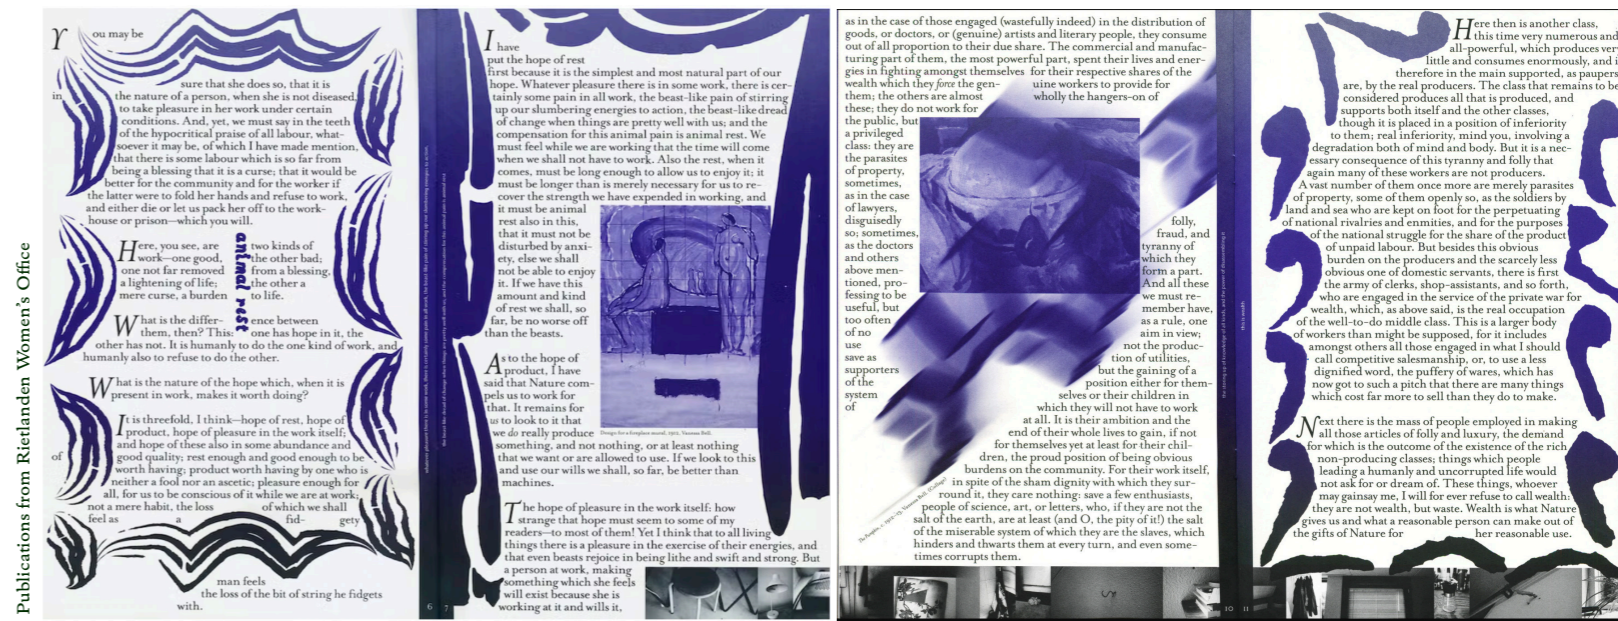 Publications from Rietlanden Women's Office
Y ou may be
sure that she does so, that it is
in the nature of a person, when she is not diseased,
to take pleasure in her work under certain
conditions. And, yet, we must say in the teeth
of the hypocritical praise of all labour, what-
soever it may be, of which I have made mention,
that there is some labour which is so far from
being a blessing that it is a curse; that it would be
better for the community and for the worker if
the latter were to fold her hands and refuse to work,
and either die or let us pack her off to the work-
house or prison—which you will.
Here, you see, are two kinds of
work—one good, the other bad;
one not far removed from a blessing,
a lightening of life; the other a
mere curse, a burden to life.
animal rest
What is the differ- ence between
them, then? This: one has hope in it, the
other has not. It is humanly to do the one kind of work, and
humanly also to refuse to do the other.
What is the nature of the hope which, when it is
present in work, makes it worth doing?
It is threefold, I think—hope of rest, hope of
product, hope of pleasure in the work itself;
and hope of these also in some abundance and
of good quality; rest enough and good enough to be
worth having; product worth having by one who is
neither a fool nor an ascetic; pleasure enough for
all, for us to be conscious of it while we are at work;
not a mere habit, the loss of which we shall
feel as a fid- gety
man feels
the loss of the bit of string he fidgets
with.
6 7
I have
put the hope of rest
first because it is the simplest and most natural part of our
hope. Whatever pleasure there is in some work, there is cer-
tainly some pain in all work, the beast-like pain of stirring
up our slumbering energies to action, the beast-like dread
of change when things are pretty well with us; and the
compensation for this animal pain is animal rest. We
must feel while we are working that the time will come
when we shall not have to work. Also the rest, when it
comes, must be long enough to allow us to enjoy it; it
must be longer than is merely necessary for us to re-
cover the strength we have expended in working, and
it must be animal
rest also in this,
that it must not be
disturbed by anxi-
ety, else we shall
not be able to enjoy
it. If we have this
amount and kind
of rest we shall, so
far, be no worse off
than the beasts.
As to the hope of
product, I have
said that Nature com-
pels us to work for
that. It remains for
us to look to it that
we do really produce
something, and not nothing, or at least nothing
that we want or are allowed to use. If we look to this
and use our wills we shall, so far, be better than
machines.
Design for a fireplace mural, 1912, Vanessa Bell.
The hope of pleasure in the work itself: how
strange that hope must seem to some of my
readers—to most of them! Yet I think that to all living
things there is a pleasure in the exercise of their energies, and
that even beasts rejoice in being lithe and swift and strong. But
a person at work, making
something which she feels
will exist because she is
working at it and wills it,
as in the case of those engaged (wastefully indeed) in the distribution of
goods, or doctors, or (genuine) artists and literary people, they consume
out of all proportion to their due share. The commercial and manufac-
turing part of them, the most powerful part, spent their lives and ener-
gies in fighting amongst themselves for their respective shares of the
wealth which they force the gen- uine workers to provide for
them; the others are almost wholly the hangers-on of
these; they do not work for
the public, but
a privileged
class: they are
the parasites
of property,
sometimes,
as in the case
of lawyers,
disguisedly
so; sometimes,
as the doctors
and others
above men-
tioned, pro-
fessing to be
useful, but
too often
of no
use
save as
supporters
of the
system
of
folly,
fraud, and
tyranny of
which they
form a part.
And all these
we must re-
member have,
as a rule, one
aim in view;
not the produc-
tion of utilities,
but the gaining of a
position either for them-
selves or their children in
which they will not have to work
at all. It is their ambition and the
end of their whole lives to gain, if not
for themselves yet at least for their chil-
dren, the proud position of being obvious
burdens on the community. For their work itself,
in spite of the sham dignity with which they sur-
round it, they care nothing: save a few enthusiasts,
people of science, art, or letters, who, if they are not the
salt of the earth, are at least (and O, the pity of it!) the salt
of the miserable system of which they are the slaves, which
hinders and thwarts them at every turn, and even some-
times corrupts them.
10 11
this is wealth
Here then is another class,
this time very numerous and
all-powerful, which produces very
little and consumes enormously, and i
therefore in the main supported, as paupers
are, by the real producers. The class that remains to be
considered produces all that is produced, and
supports both itself and the other classes,
though it is placed in a position of inferiority
to them; real inferiority, mind you, involving a
degradation both of mind and body. But it is a nec-
essary consequence of this tyranny and folly that
again many of these workers are not producers.
A vast number of them once more are merely parasites
of property, some of them openly so, as the soldiers by
land and sea who are kept on foot for the perpetuating
of national rivalries and enmities, and for the purposes
of the national struggle for the share of the product
of unpaid labour. But besides this obvious
burden on the producers and the scarcely less
obvious one of domestic servants, there is first
the army of clerks, shop-assistants, and so forth,
who are engaged in the service of the private war for
wealth, which, as above said, is the real occupation
of the well-to-do middle class. This is a larger body
of workers than might be supposed, for it includes
amongst others all those engaged in what I should
call competitive salesmanship, or, to use a less
dignified word, the puffery of wares, which has
now got to such a pitch that there are many things
which cost far more to sell than they do to make.
Next there is the mass of people employed in making
all those articles of folly and luxury, the demand
for which is the outcome of the existence of the rich
non-producing classes; things which people
leading a humanly and uncorrupted life would
not ask for or dream of. These things, whoever
may gainsay me, I will for ever refuse to call wealth:
they are not wealth, but waste. Wealth is what Nature
gives us and what a reasonable person can make out of
the gifts of Nature for her reasonable use.